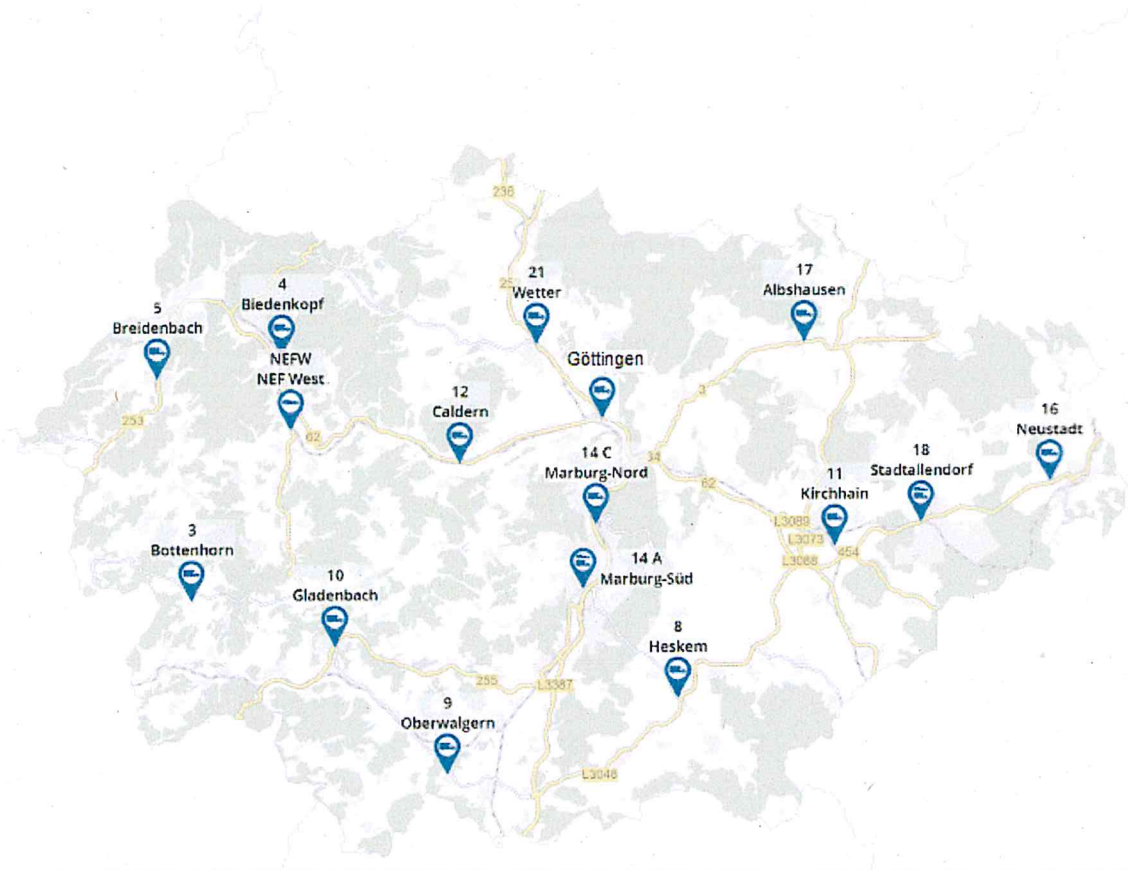 236
21
Wetter
17
Albshausen
4
Biedenkopf
5
Breidenbach
NEFW
NEF West
Göttingen
3
12
Caldern
253
62
16
Neustadt
14 C
Marburg-Nord
34
62
18
Stadtallendorf
11
Kirchhain
L3089
L3073
454
L3088
3
Bottenhorn
14 A
Marburg-Süd
10
Gladenbach
8
Heskem
255
L3387
9
Oberwalgern
L3048